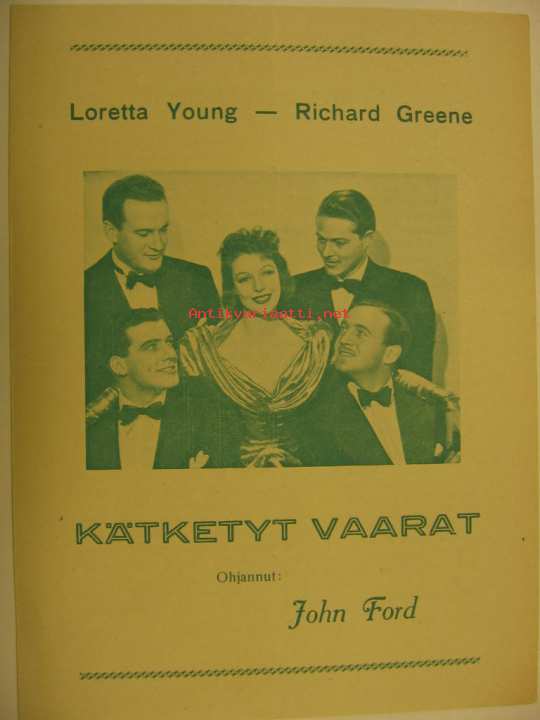 Loretta Young — Richard Greene
Antikvariaatti.net
KÄTKETYT VAARAT
Ohjannut:
John Ford